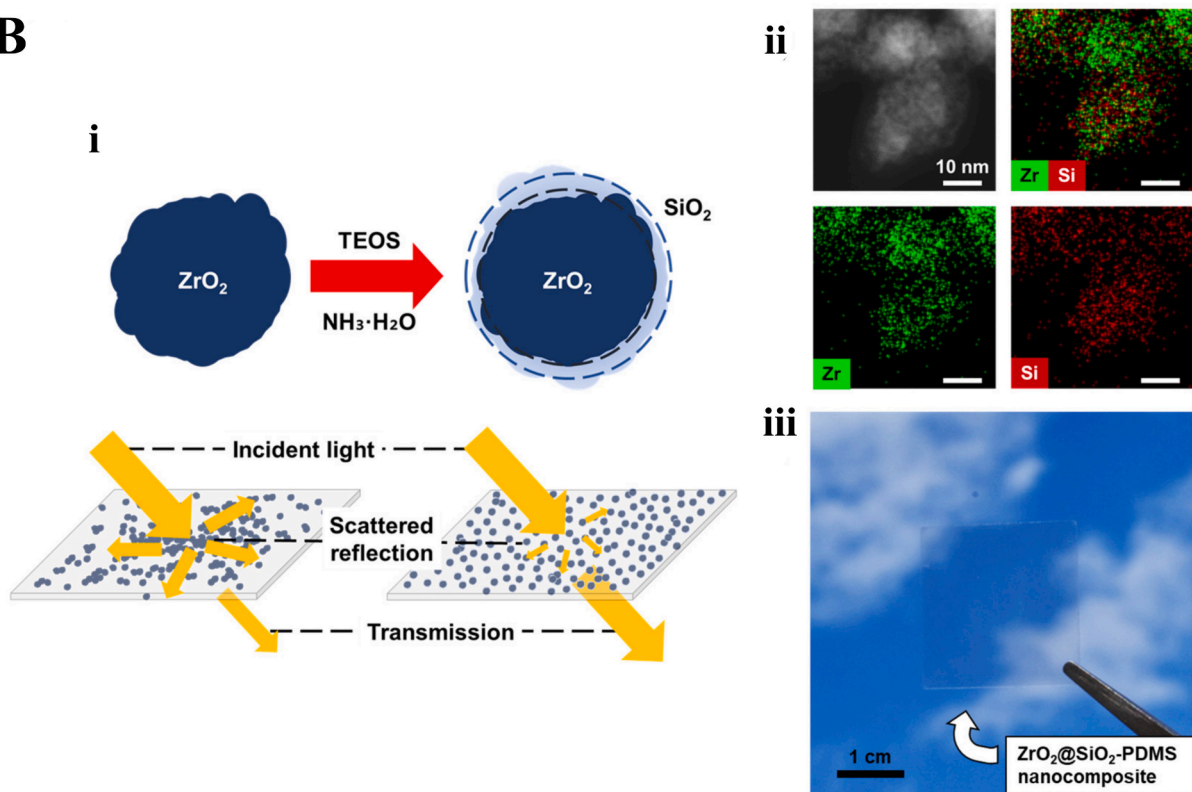 B
i
ZrO₂
TEOS
NH₃·H₂O
SiO₂
ZrO₂
Incident light
Scattered
reflection
Transmission
ii
10 nm
Zr Si
Zr
Si
iii
1 cm
ZrO₂@SiO₂-PDMS
nanocomposite